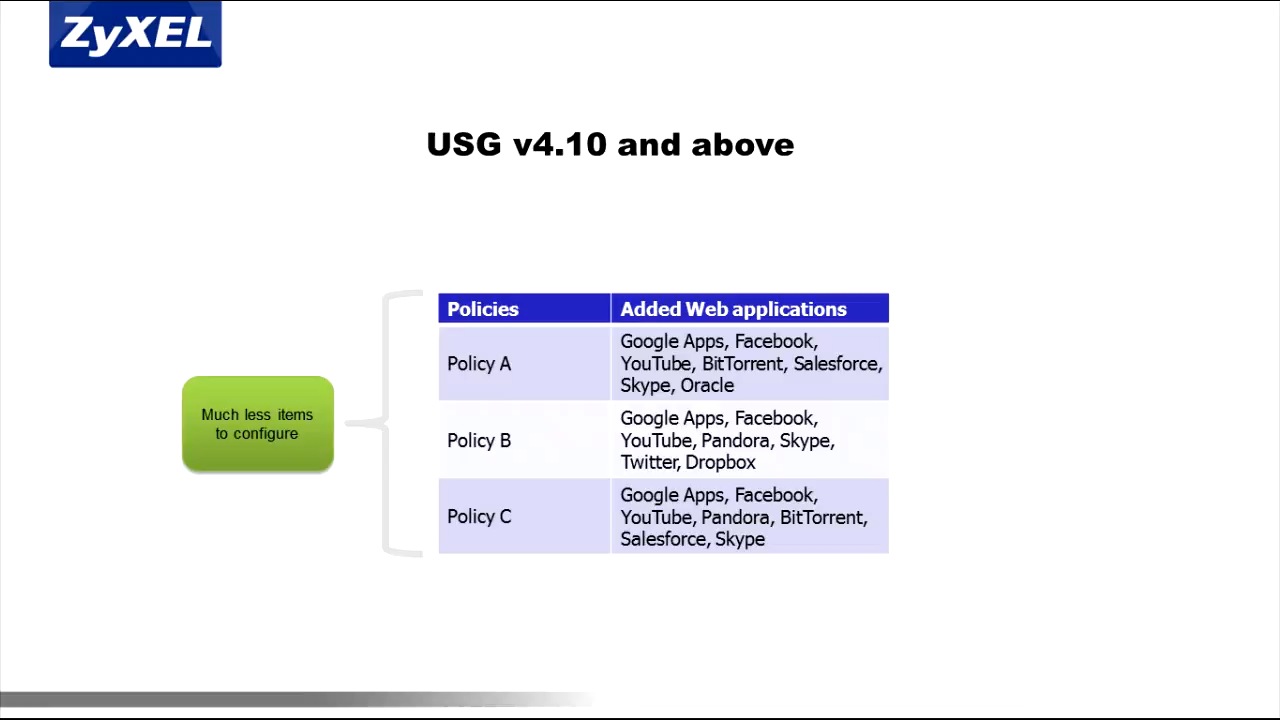 ZyXEL
USG v4.10 and above
Much less items
to configure
Policies
Added Web applications
Policy A
Google Apps, Facebook,
YouTube, BitTorrent, Salesforce,
Skype, Oracle
Policy B
Google Apps, Facebook,
YouTube, Pandora, Skype,
Twitter, Dropbox
Policy C
Google Apps, Facebook,
YouTube, Pandora, BitTorrent,
Salesforce, Skype